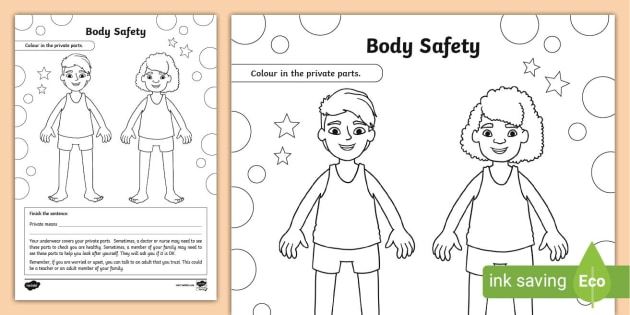 Body Safety
Colour in the private parts.
Finish the sentence:
Private means
Your underwear covers your private parts. Sometimes, a doctor or nurse may need to see
these parts to check you are healthy. Sometimes, a member of your family may need to
see these parts to help you look after yourself. They will ask you if it is OK.
Remember, if you are worried or upset, you can talk to an adult that you trust. This could
be a teacher or an adult member of your family.
twinkl
Body Safety
Colour in the private parts.
ink saving
Eco